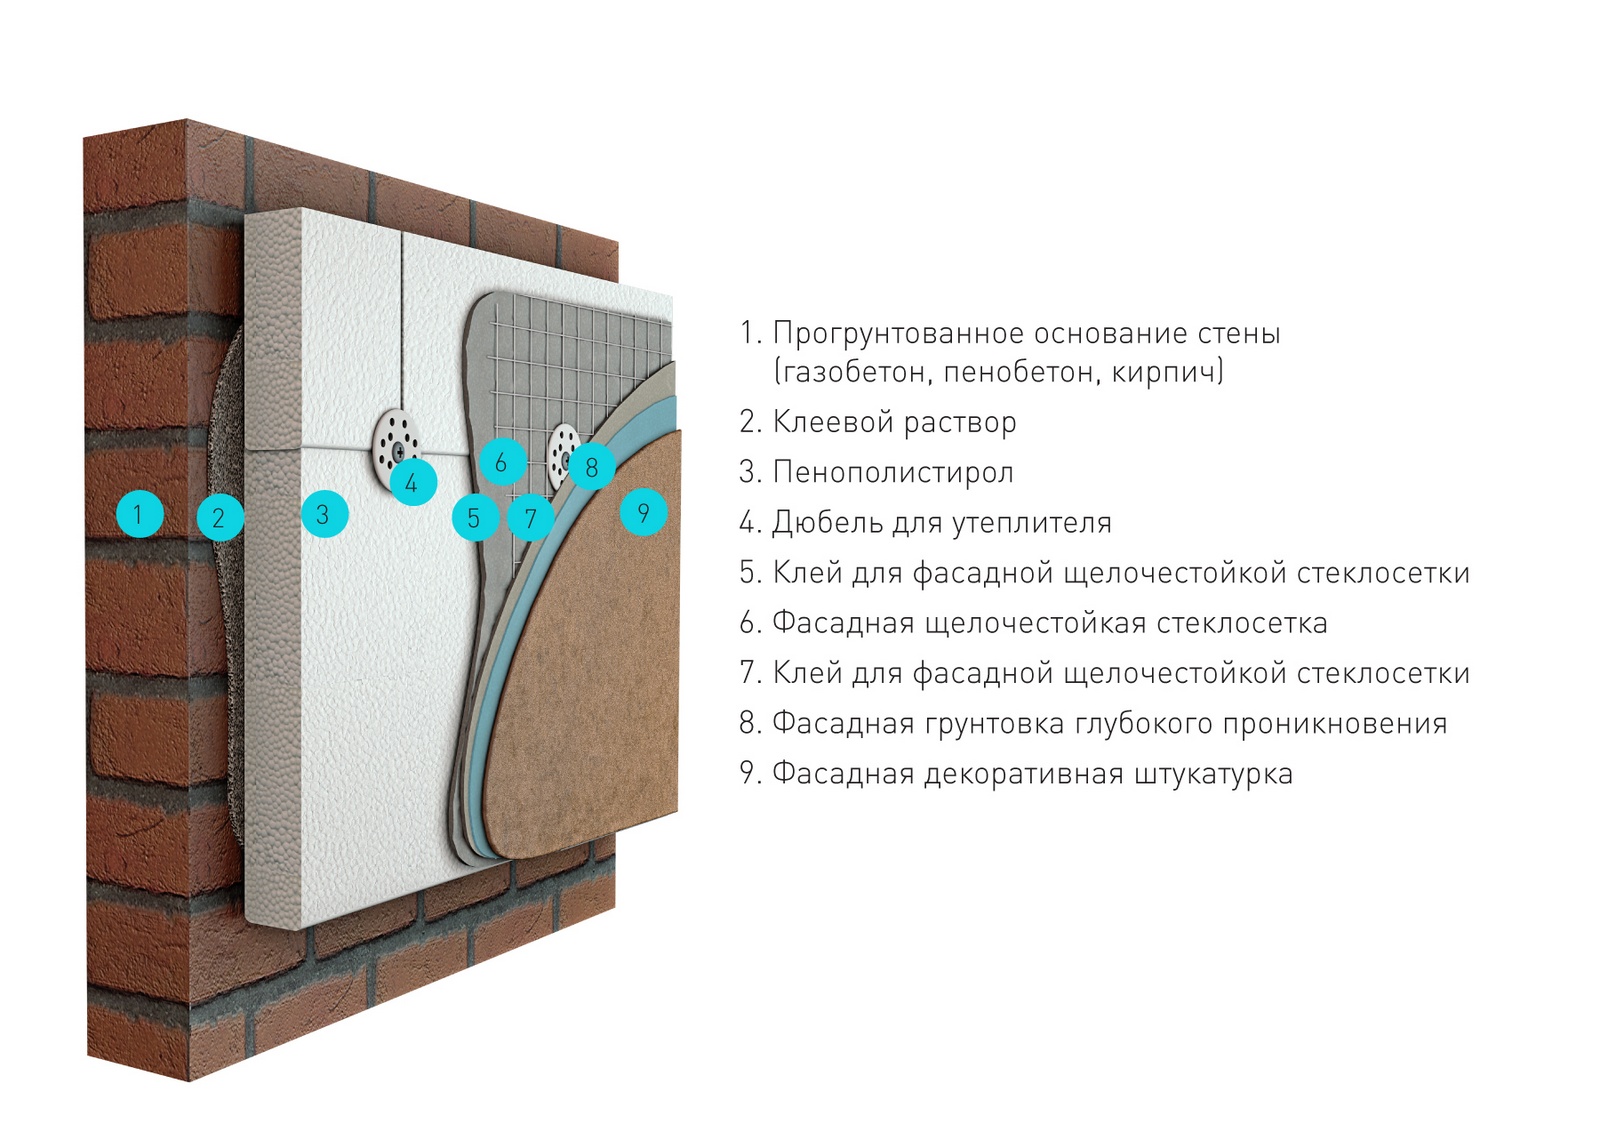 1. Прогрунтованное основание стены
(газобетон, пенобетон, кирпич)
2. Клеевой раствор
3. Пенополистирол
4. Дюбель для утеплителя
5. Клей для фасадной щелочестойкой стеклосетки
6. Фасадная щелочестойкая стеклосетка
7. Клей для фасадной щелочестойкой стеклосетки
8. Фасадная грунтовка глубокого проникновения
9. Фасадная декоративная штукатурка
1
2
3
4
5
6
7
8
9